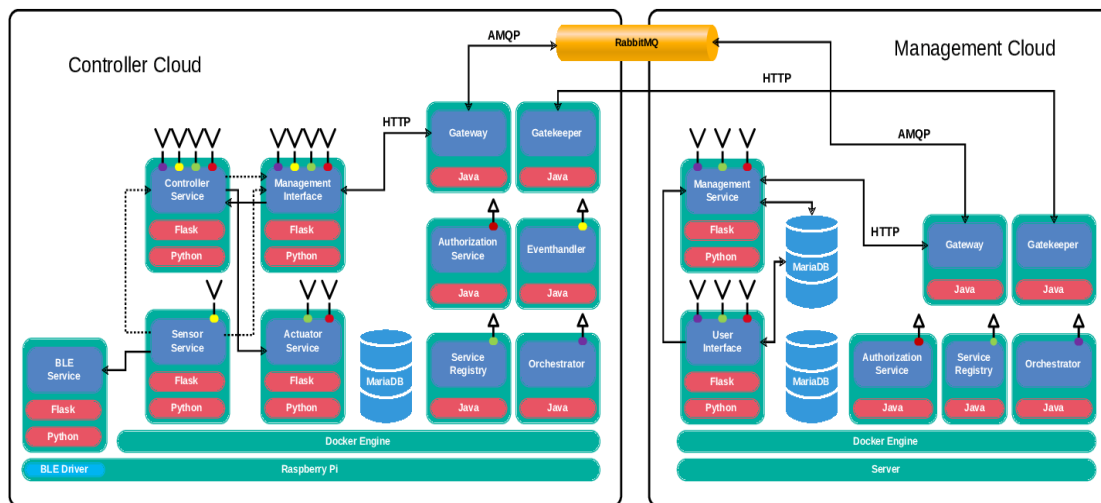 Controller Cloud
AMQP
RabbitMQ
Management Cloud
HTTP
HTTP
AMQP
Gateway
Java
Gatekeeper
Java
Controller
Service
Flask
Python
Management
Interface
Flask
Python
Authorization
Service
Java
Eventhandler
Java
Sensor
Service
Flask
Python
Actuator
Service
Flask
Python
BLE
Service
Flask
Python
MariaDB
Service
Registry
Java
Orchestrator
Java
Docker Engine
BLE Driver
Raspberry Pi
Management
Service
Flask
Python
MariaDB
HTTP
Gateway
Java
Gatekeeper
Java
User
Interface
Flask
Python
MariaDB
Authorization
Service
Java
Service
Registry
Java
Orchestrator
Java
Docker Engine
Server